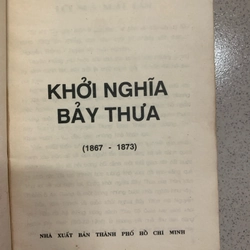 KHỞI NGHĨA
BẢY THƯA
(1867 - 1873)
NHÀ XUẤT BẢN THÀNH PHỐ HỒ CHÍ MINH